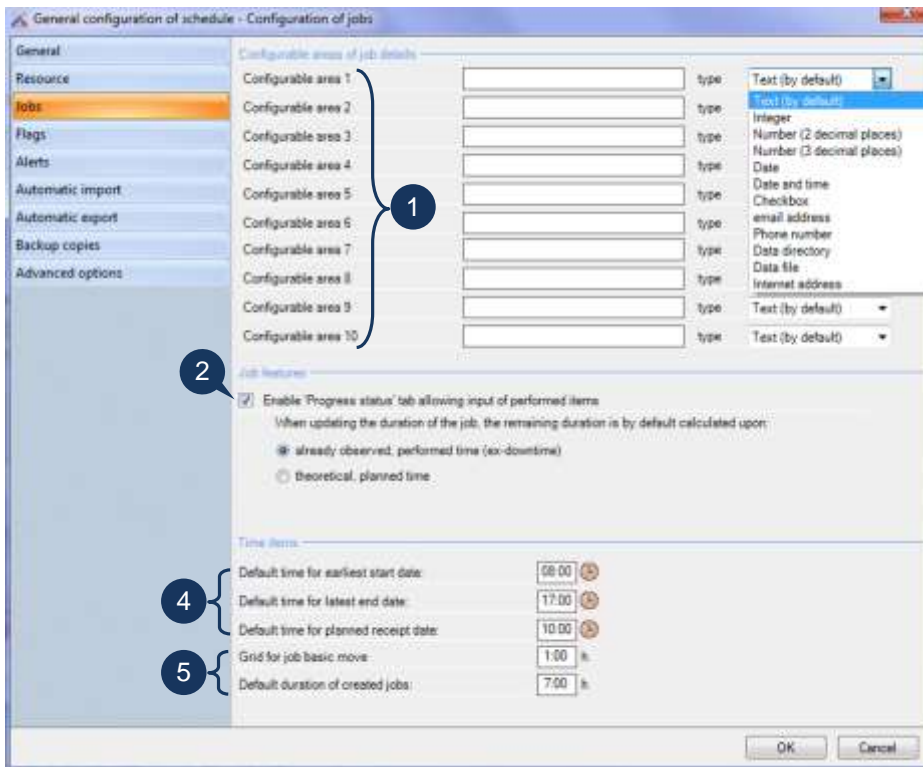 General configuration of schedule - Configuration of jobs
General
Resource
Jobs
Flags
Alerts
Automatic import
Automatic export
Backup copies
Advanced options
Configurable areas of job details
Configurable area 1 type Text (by default)
Configurable area 2 type
Configurable area 3 type
Configurable area 4 type
Configurable area 5 type
Configurable area 6 type
Configurable area 7 type
Configurable area 8 type
Configurable area 9 type Text (by default)
Configurable area 10 type Text (by default)
Text (by default)
Integer
Number (2 decimal places)
Number (3 decimal places)
Date
Date and time
Checkbox
email address
Phone number
Data directory
Data file
Internet address
1
2
Job features
Enable 'Progress status' tab allowing input of performed items
When updating the duration of the job, the remaining duration is by default calculated upon:
already observed, performed time (ex-downtime)
theoretical, planned time
Time items
4
Default time for earliest start date: 08:00
Default time for latest end date: 17:00
Default time for planned receipt date: 10:00
5
Grid for job basic move 1:00 h.
Default duration of created jobs: 7:00 h.
OK Cancel